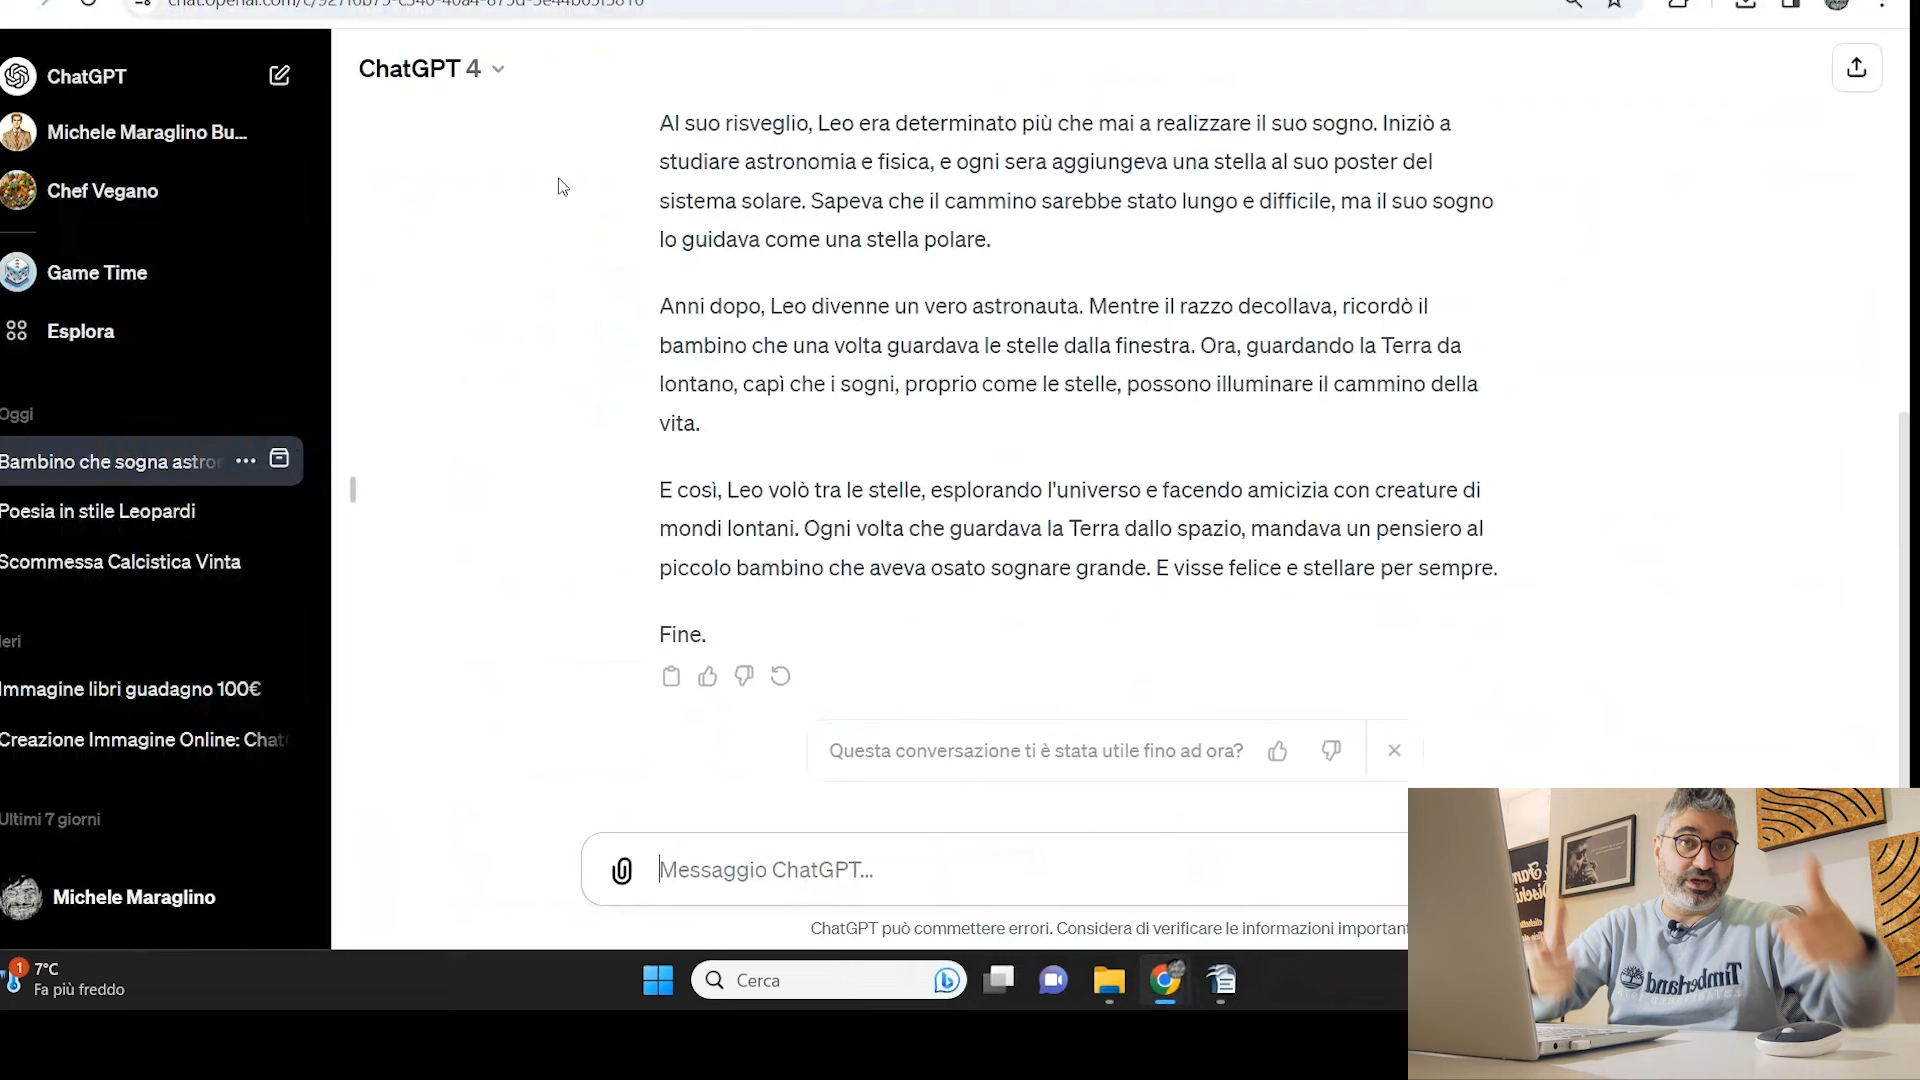 ChatGPT
Michele Maraglino Bu...
Chef Vegano
Game Time
Esplora
Oggi
Bambino che sogna astro
Poesia in stile Leopardi
Scommessa Calcistica Vinta
Ieri
Immagine libri guadagno 100€
Creazione Immagine Online: Chat
Ultimi 7 giorni
Michele Maraglino
ChatGPT 4
Al suo risveglio, Leo era determinato più che mai a realizzare il suo sogno. Iniziò a
studiare astronomia e fisica, e ogni sera aggiungeva una stella al suo poster del
sistema solare. Sapeva che il cammino sarebbe stato lungo e difficile, ma il suo sogno
lo guidava come una stella polare.
Anni dopo, Leo divenne un vero astronauta. Mentre il razzo decollava, ricordò il
bambino che una volta guardava le stelle dalla finestra. Ora, guardando la Terra da
lontano, capì che i sogni, proprio come le stelle, possono illuminare il cammino della
vita.
E così, Leo volò tra le stelle, esplorando l'universo e facendo amicizia con creature di
mondi lontani. Ogni volta che guardava la Terra dallo spazio, mandava un pensiero al
piccolo bambino che aveva osato sognare grande. E visse felice e stellare per sempre.
Fine.
Questa conversazione ti è stata utile fino ad ora?
Messaggio ChatGPT...
ChatGPT può commettere errori. Considera di verificare le informazioni important
1
7°C
Fa più freddo
Cerca
Timberland